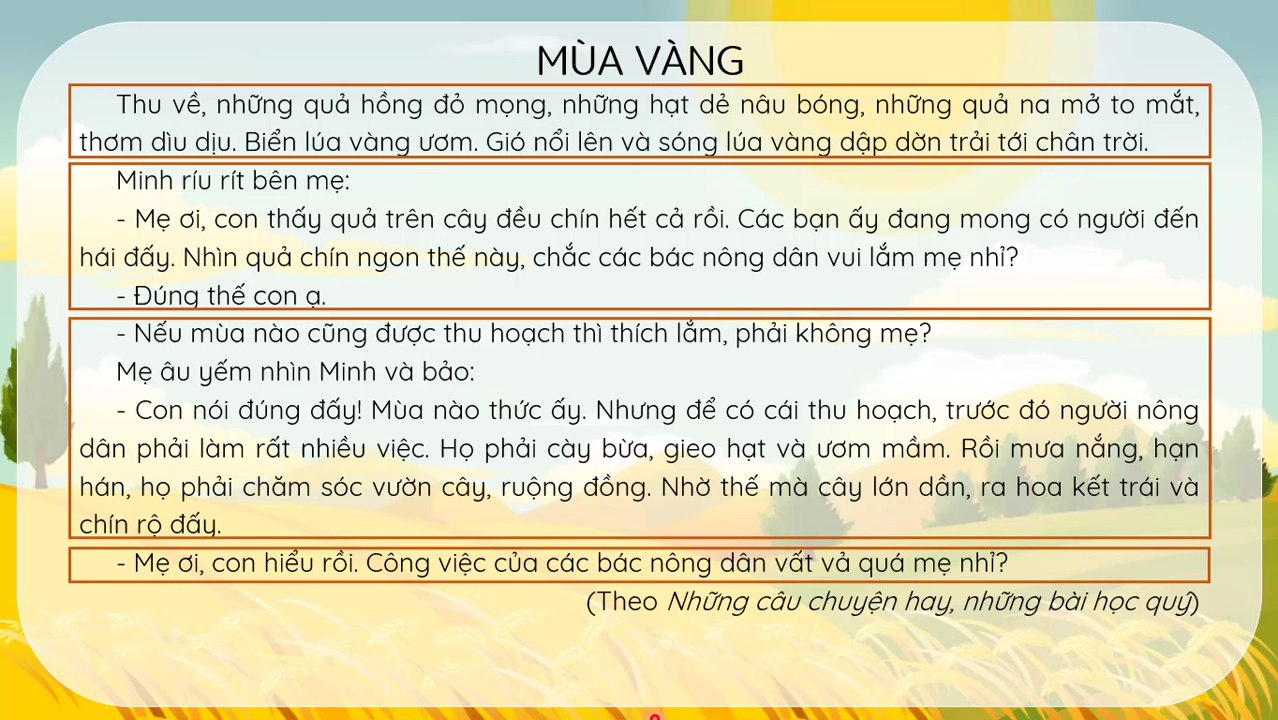 MÙA VÀNG
Thu về, những quả hồng đỏ mọng, những hạt dẻ nâu bóng, những quả na mở to mắt,
thơm dìu dịu. Biển lúa vàng ươm. Gió nổi lên và sóng lúa vàng dập dờn trải tới chân trời.
Minh ríu rít bên mẹ:
- Mẹ ơi, con thấy quả trên cây đều chín hết cả rồi. Các bạn ấy đang mong có người đến
hái đấy. Nhìn quả chín ngon thế này, chắc các bác nông dân vui lắm mẹ nhỉ?
- Đúng thế con ạ.
- Nếu mùa nào cũng được thu hoạch thì thích lắm, phải không mẹ?
Mẹ âu yếm nhìn Minh và bảo:
- Con nói đúng đấy! Mùa nào thức ấy. Nhưng để có cái thu hoạch, trước đó người nông
dân phải làm rất nhiều việc. Họ phải cày bừa, gieo hạt và ươm mầm. Rồi mưa nắng, hạn
hán, họ phải chăm sóc vườn cây, ruộng đồng. Nhờ thế mà cây lớn dần, ra hoa kết trái và
chín rộ đấy.
- Mẹ ơi, con hiểu rồi. Công việc của các bác nông dân vất vả quá mẹ nhỉ?
(Theo Những câu chuyện hay, những bài học quý)